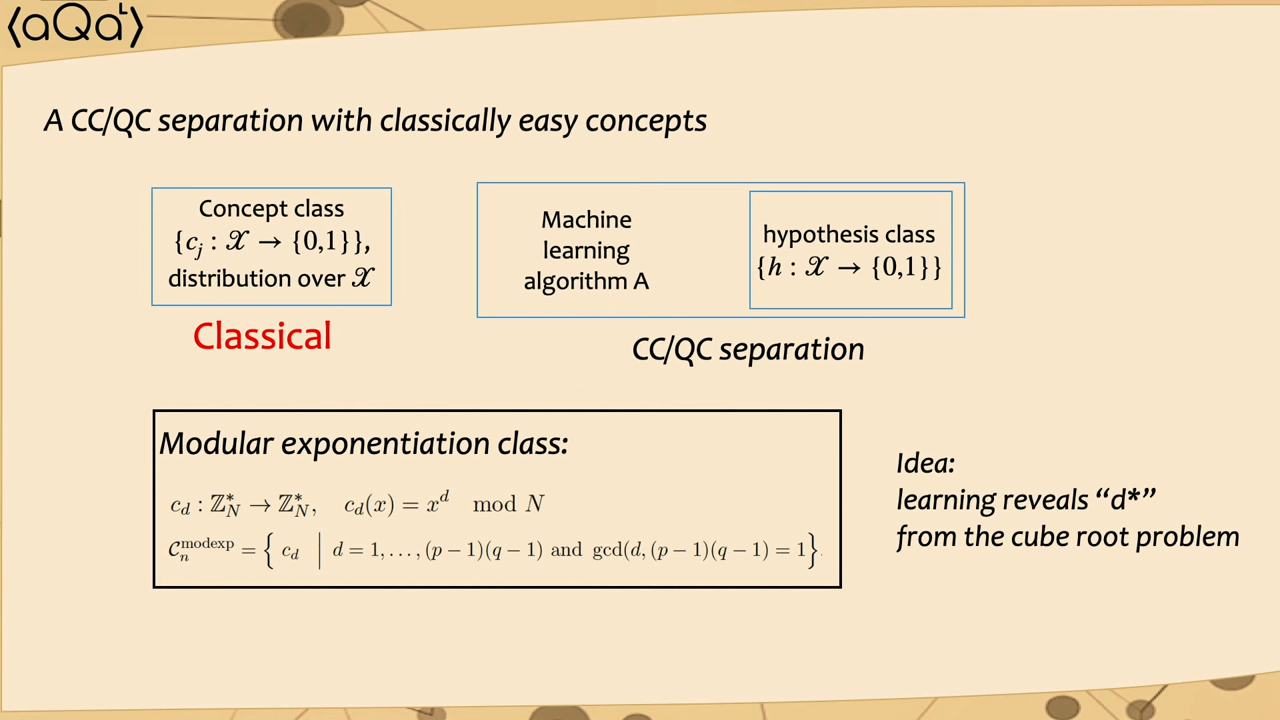 ⟨aQaᴸ⟩
A CC/QC separation with classically easy concepts
Concept class
{c_j : 𝒳 → {0,1}},
distribution over 𝒳
Classical
Machine
learning
algorithm A
hypothesis class
{h : 𝒳 → {0,1}}
CC/QC separation
Modular exponentiation class:
c_d : ℤ*_N → ℤ*_N, c_d(x) = x^d mod N
𝒞_n^modexp = { c_d | d = 1, . . . , (p − 1)(q − 1) and gcd(d, (p − 1)(q − 1) = 1}.
Idea:
learning reveals “d*”
from the cube root problem